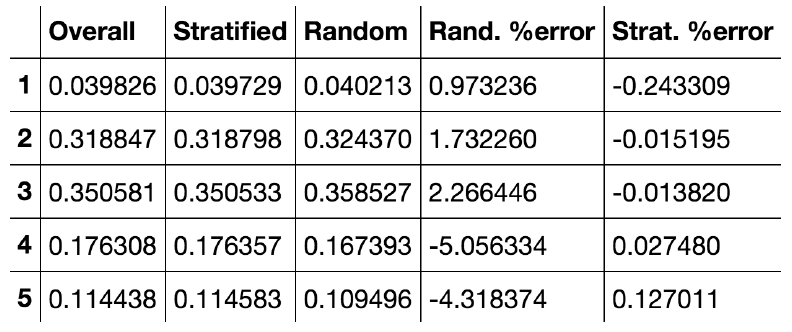 Overall Stratified Random Rand. %error Strat. %error
1 0.039826 0.039729 0.040213 0.973236 -0.243309
2 0.318847 0.318798 0.324370 1.732260 -0.015195
3 0.350581 0.350533 0.358527 2.266446 -0.013820
4 0.176308 0.176357 0.167393 -5.056334 0.027480
5 0.114438 0.114583 0.109496 -4.318374 0.127011